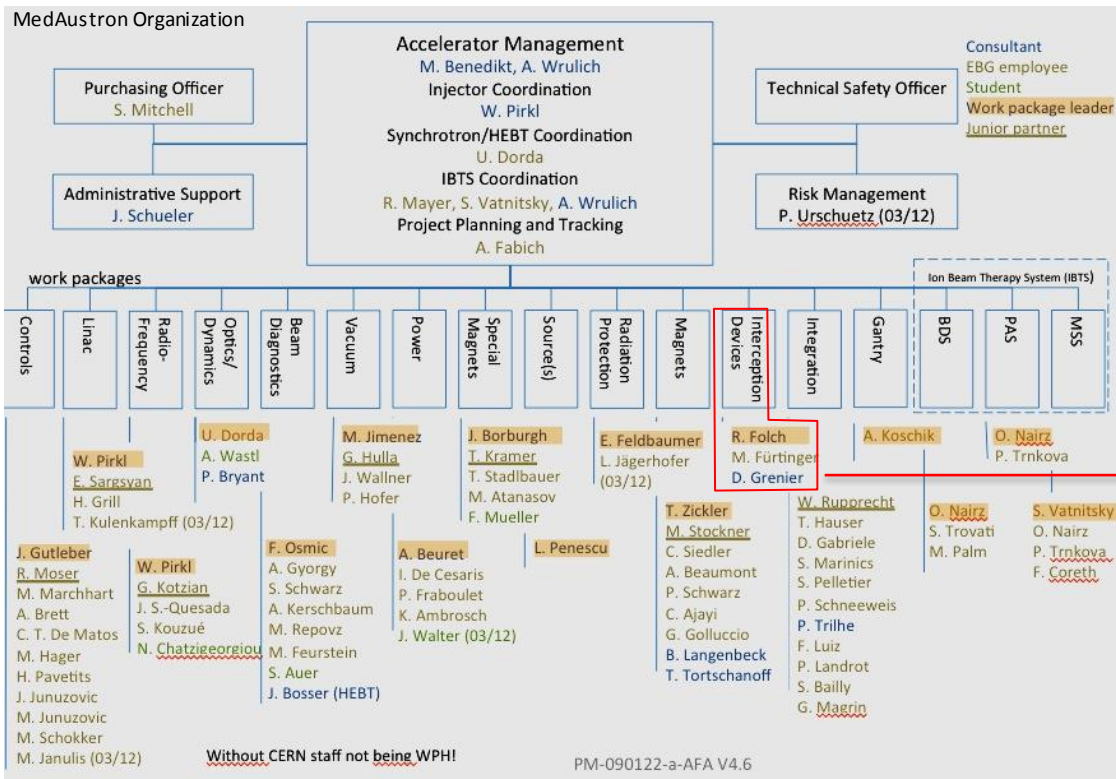 MedAustron Organization
Accelerator Management
M. Benedikt, A. Wrulich
Injector Coordination
W. Pirkl
Synchrotron/HEBT Coordination
U. Dorda
IBTS Coordination
R. Mayer, S. Vatnitsky, A. Wrulich
Project Planning and Tracking
A. Fabich
Purchasing Officer
S. Mitchell
Administrative Support
J. Schueler
Technical Safety Officer
Risk Management
P. Urschuetz (03/12)
Consultant
EBG employee
Student
Work package leader
Junior partner
work packages
Ion Beam Therapy System (IBTS)
Controls
Linac
Radio-
Frequency
Optics/
Dynamics
Beam
Diagnostics
Vacuum
Power
Special
Magnets
Source(s)
Radiation
Protection
Magnets
Interception
Devices
Integration
Gantry
BDS
PAS
MSS
J. Gutleber
R. Moser
M. Marchhart
A. Brett
C. T. De Matos
M. Hager
H. Pavetits
J. Junuzovic
M. Junuzovic
M. Schokker
M. Janulis (03/12)
W. Pirkl
E. Sargsyan
H. Grill
T. Kulenkampff (03/12)
W. Pirkl
G. Kotzian
J. S.-Quesada
S. Kouzué
N. Chatzigeorgiou
U. Dorda
A. Wastl
P. Bryant
F. Osmic
A. Gyorgy
S. Schwarz
A. Kerschbaum
M. Repovz
M. Feurstein
S. Auer
J. Bosser (HEBT)
M. Jimenez
G. Hulla
J. Wallner
P. Hofer
A. Beuret
I. De Cesaris
P. Fraboulet
K. Ambrosch
J. Walter (03/12)
J. Borburgh
T. Kramer
T. Stadlbauer
M. Atanasov
F. Mueller
L. Penescu
E. Feldbaumer
L. Jägerhofer
(03/12)
T. Zickler
M. Stockner
C. Siedler
A. Beaumont
P. Schwarz
C. Ajayi
G. Golluccio
B. Langenbeck
T. Tortschanoff
R. Folch
M. Fürtinger
D. Grenier
W. Rupprecht
T. Hauser
D. Gabriele
S. Marinics
S. Pelletier
P. Schneeweis
P. Trilhe
F. Luiz
P. Landrot
S. Bailly
G. Magrin
A. Koschik
O. Nairz
S. Trovati
M. Palm
O. Nairz
P. Trnkova
S. Vatnitsky
O. Nairz
P. Trnkova
F. Coreth
Without CERN staff not being WPH!
PM-090122-a-AFA V4.6